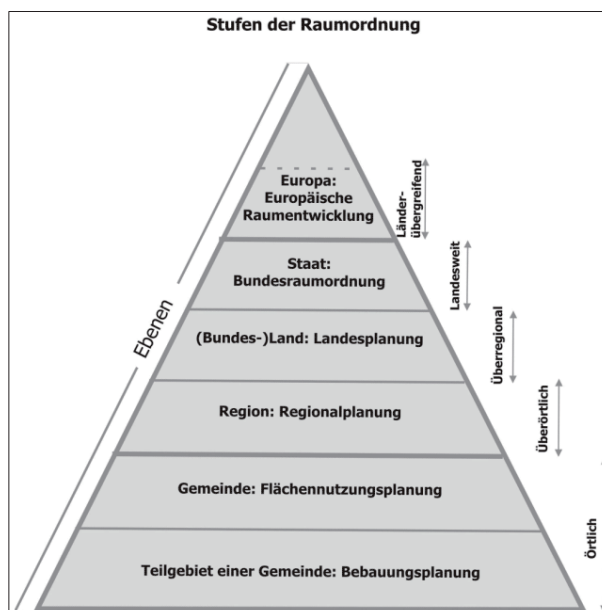 Stufen der Raumordnung
Ebenen
Europa:
Europäische
Raumentwicklung
Länder-
übergreifend
Staat:
Bundesraumordnung
Landesweit
(Bundes-)Land: Landesplanung
Überregional
Region: Regionalplanung
Überörtlich
Gemeinde: Flächennutzungsplanung
Örtlich
Teilgebiet einer Gemeinde: Bebauungsplanung